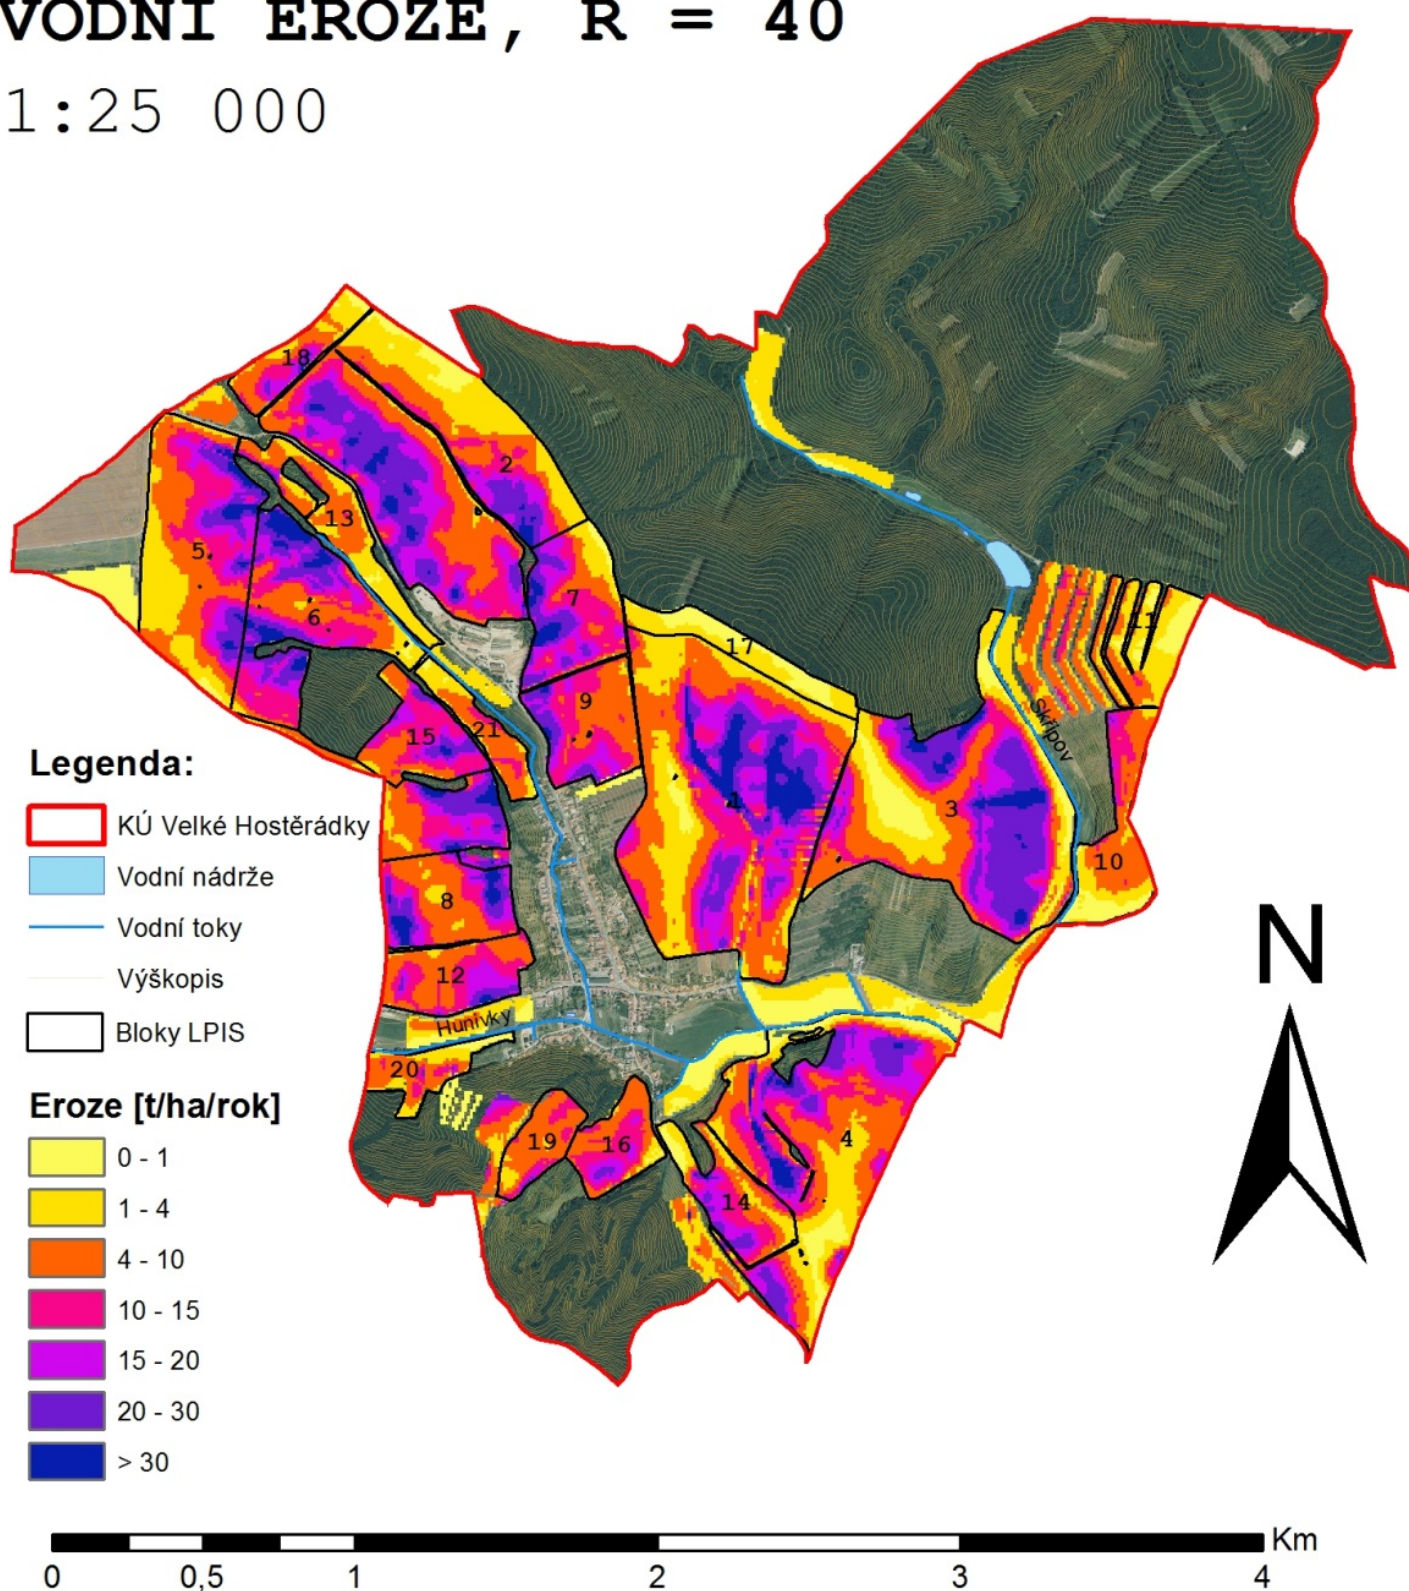 VODNÍ EROZE, R = 40
1:25 000
18
2
13
5
7
6
11
17
9
15
21
Skřipov
1
3
10
8
12
Hunivky
20
4
19
16
14
N
Legenda:
KÚ Velké Hostěrádky
Vodní nádrže
Vodní toky
Výškopis
Bloky LPIS
Eroze [t/ha/rok]
0 - 1
1 - 4
4 - 10
10 - 15
15 - 20
20 - 30
> 30
Km
0 0,5 1 2 3 4